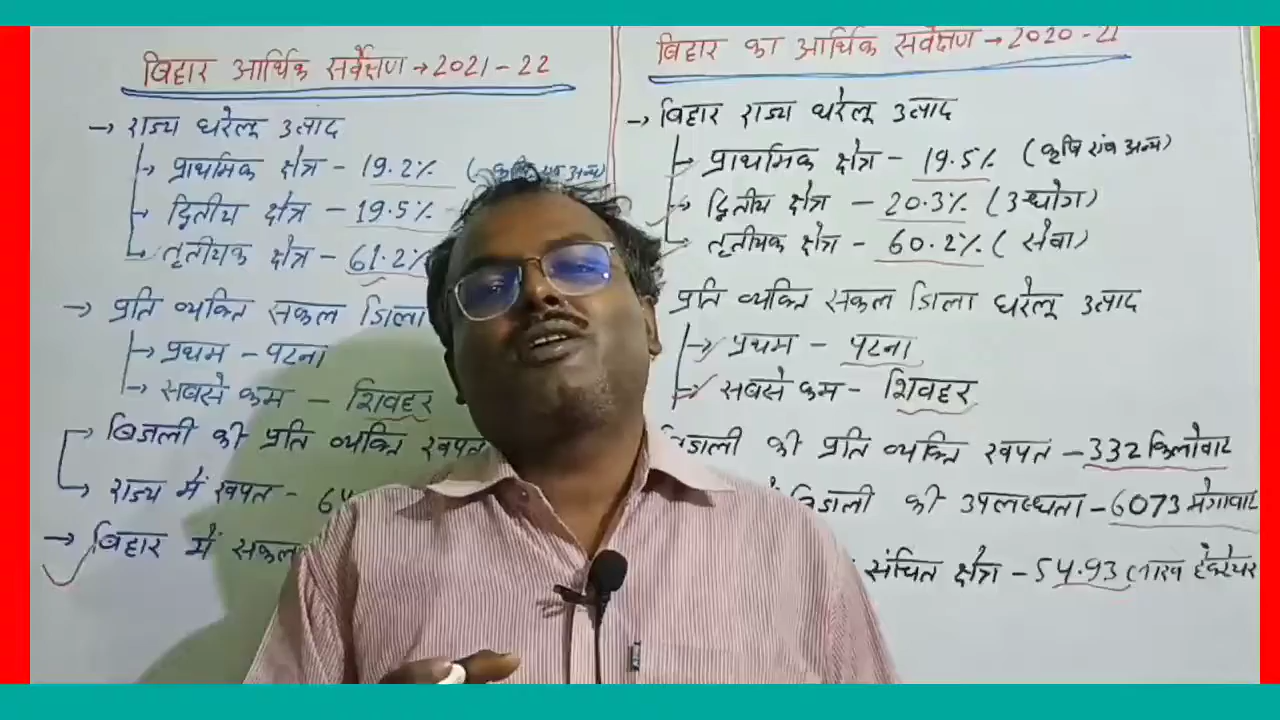 बिहार आर्थिक सर्वेक्षण → 2021-22
→ राज्य घरेलू उत्पाद
→ प्राथमिक क्षेत्र - 19.2%
→ द्वितीय क्षेत्र - 19.5%
तृतीयक क्षेत्र - 61.2%
→ प्रति व्यक्ति सकल जिला
→ प्रथम - पटना
→ सबसे कम - शिवहर
→ बिजली की प्रति व्यक्ति खपत
→ राज्य में खपत -
→ बिहार में सकल
बिहार का आर्थिक सर्वेक्षण → 2020-21
→ बिहार राज्य घरेलू उत्पाद
→ प्राथमिक क्षेत्र - 19.5% (कृषि एवं अन्य)
→ द्वितीय क्षेत्र - 20.3% (उद्योग)
→ तृतीयक क्षेत्र - 60.2% (सेवा)
प्रति व्यक्ति सकल जिला घरेलू उत्पाद
→ प्रथम - पटना
→ सबसे कम - शिवहर
की प्रति व्यक्ति खपत - 332 किलोवाट
बिजली की उपलब्धता - 6073 मेगावाट
संचित क्षेत्र - 54.93 लाख हेक्टेयर